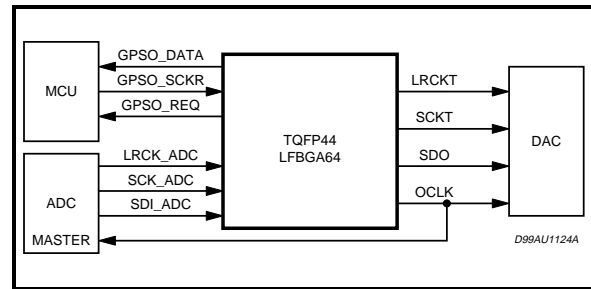 GPSO_DATA
GPSO_SCKR
GPSO_REQ
MCU
LRCK_ADC
SCK_ADC
SDI_ADC
ADC
MASTER
TQFP44
LFBGA64
LRCKT
SCKT
SDO
OCLK
DAC
D99AU1124A